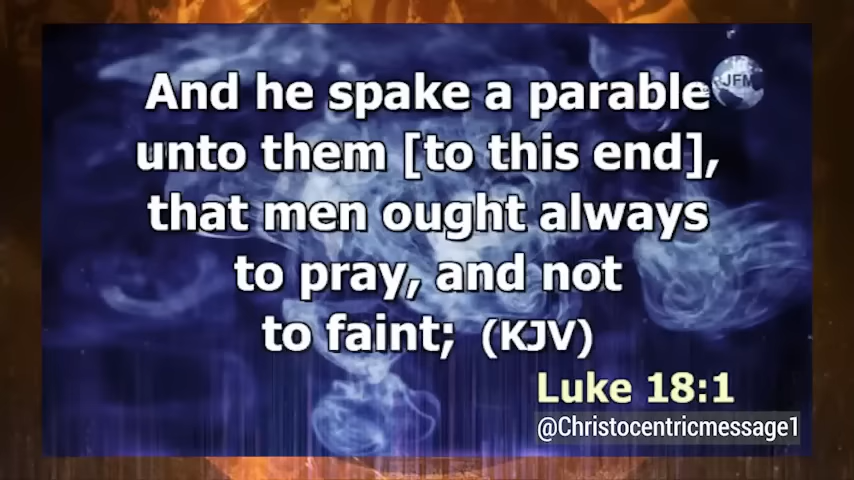 And he spake a parable
unto them [to this end],
that men ought always
to pray, and not
to faint; (KJV)
Luke 18:1
@Christocentricmessage1
JFM